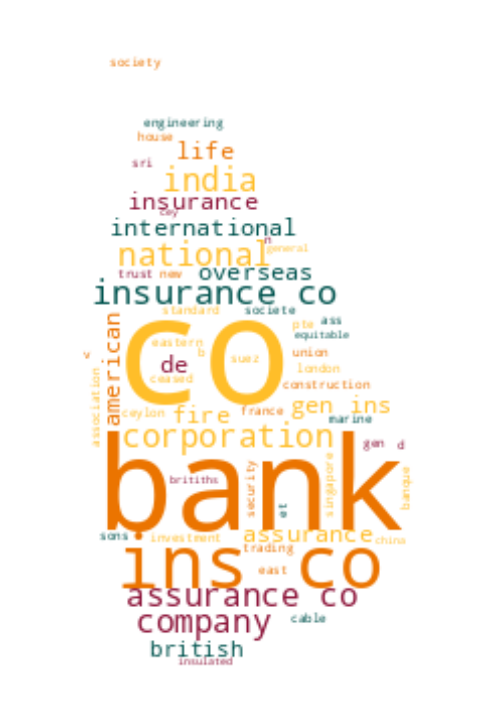 society
engineering
house
life
sri
india
insurance
cey
international
n
national general
trust new overseas
insurance co
standard societe
american pte ass
co equitable
eastern b suez union
c
de london
ceased construction
association
ceylon fire france gen ins
marine
corporation gen d
bank
britiths security et singapore banque
sons investment assurance china
trading
ins co
east
assurance co
company cable
british
insulated